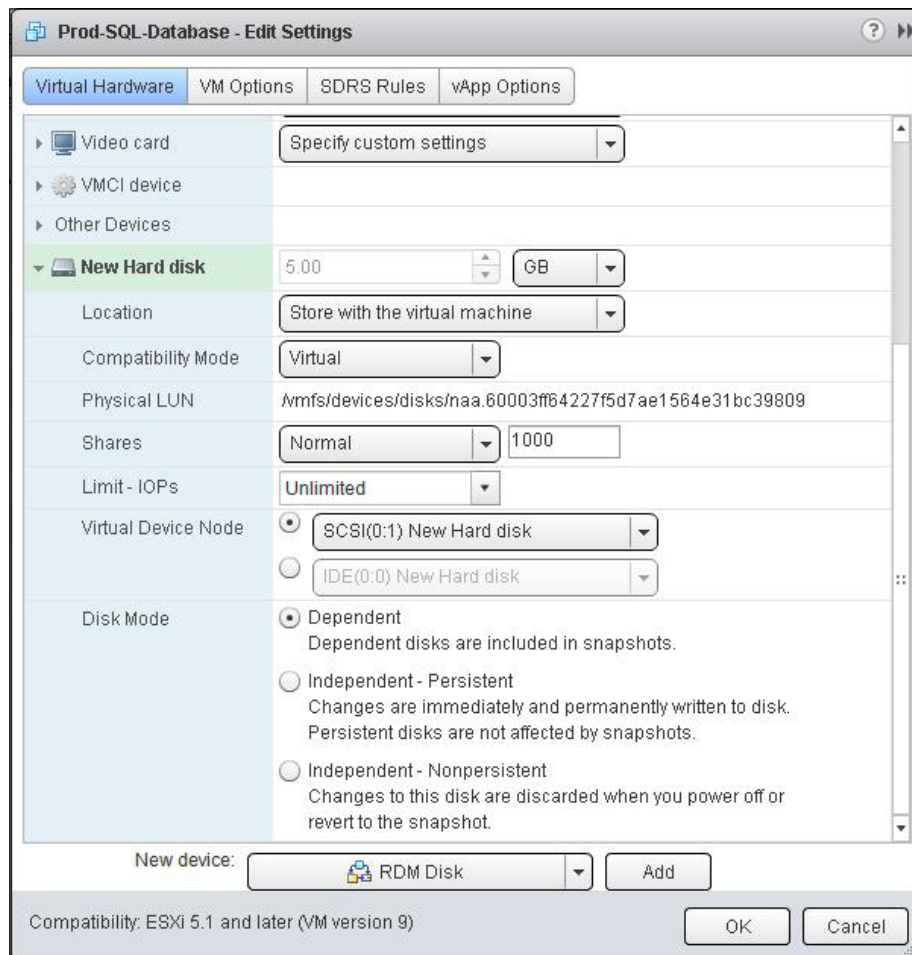 Prod-SQL-Database - Edit Settings
?
Virtual Hardware VM Options SDRS Rules vApp Options
Video card Specify custom settings
VMCI device
Other Devices
New Hard disk 5.00 GB
Location Store with the virtual machine
Compatibility Mode Virtual
Physical LUN /vmfs/devices/disks/naa.60003ff64227f5d7ae1564e31bc39809
Shares Normal 1000
Limit - IOPs Unlimited
Virtual Device Node SCSI(0:1) New Hard disk
IDE(0:0) New Hard disk
Disk Mode Dependent
Dependent disks are included in snapshots.
Independent - Persistent
Changes are immediately and permanently written to disk.
Persistent disks are not affected by snapshots.
Independent - Nonpersistent
Changes to this disk are discarded when you power off or
revert to the snapshot.
New device: RDM Disk Add
Compatibility: ESXi 5.1 and later (VM version 9) OK Cancel